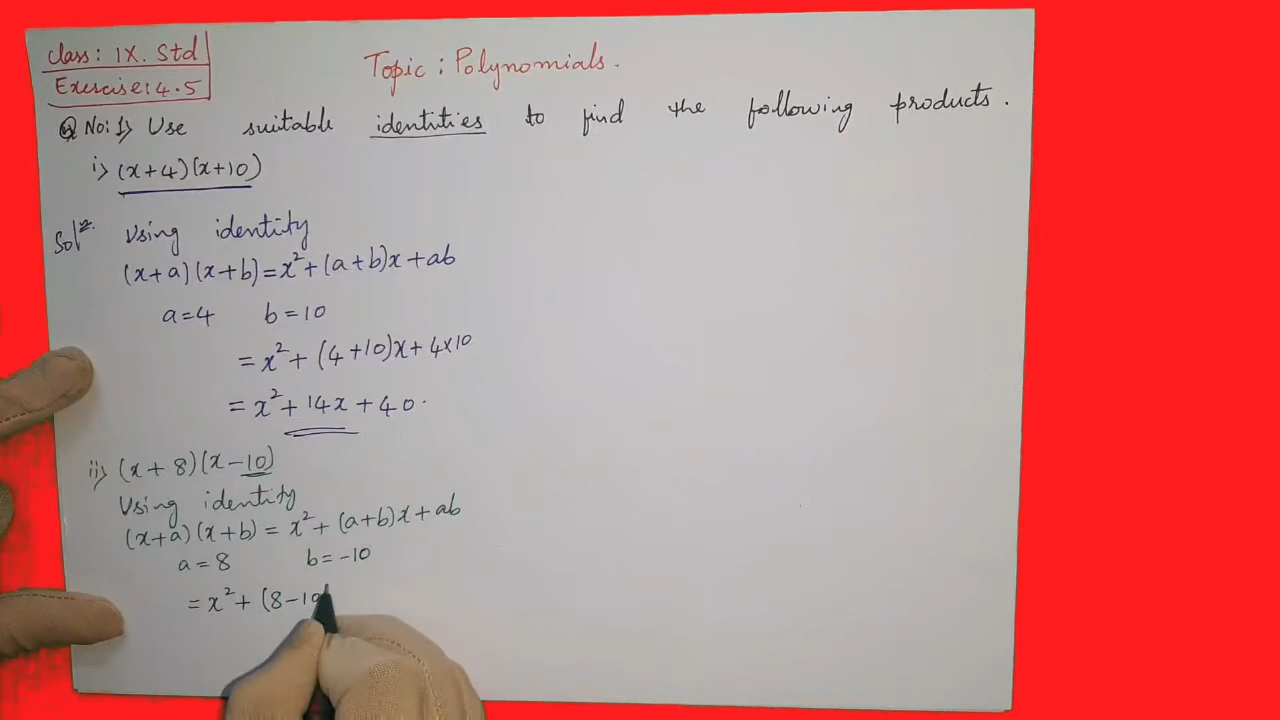 Class: IX. Std
Exercise: 4.5
Topic: Polynomials.
Q No: 1) Use suitable identities to find the following products.
i) (x+4)(x+10)
Sol². Using identity
(x+a)(x+b)=x²+(a+b)x+ab
a=4 b=10
=x²+(4+10)x+4×10
=x²+14x+40.
ii) (x+8)(x-10)
Using identity
(x+a)(x+b) = x²+(a+b)x+ab
a=8 b=-10
=x²+(8-10